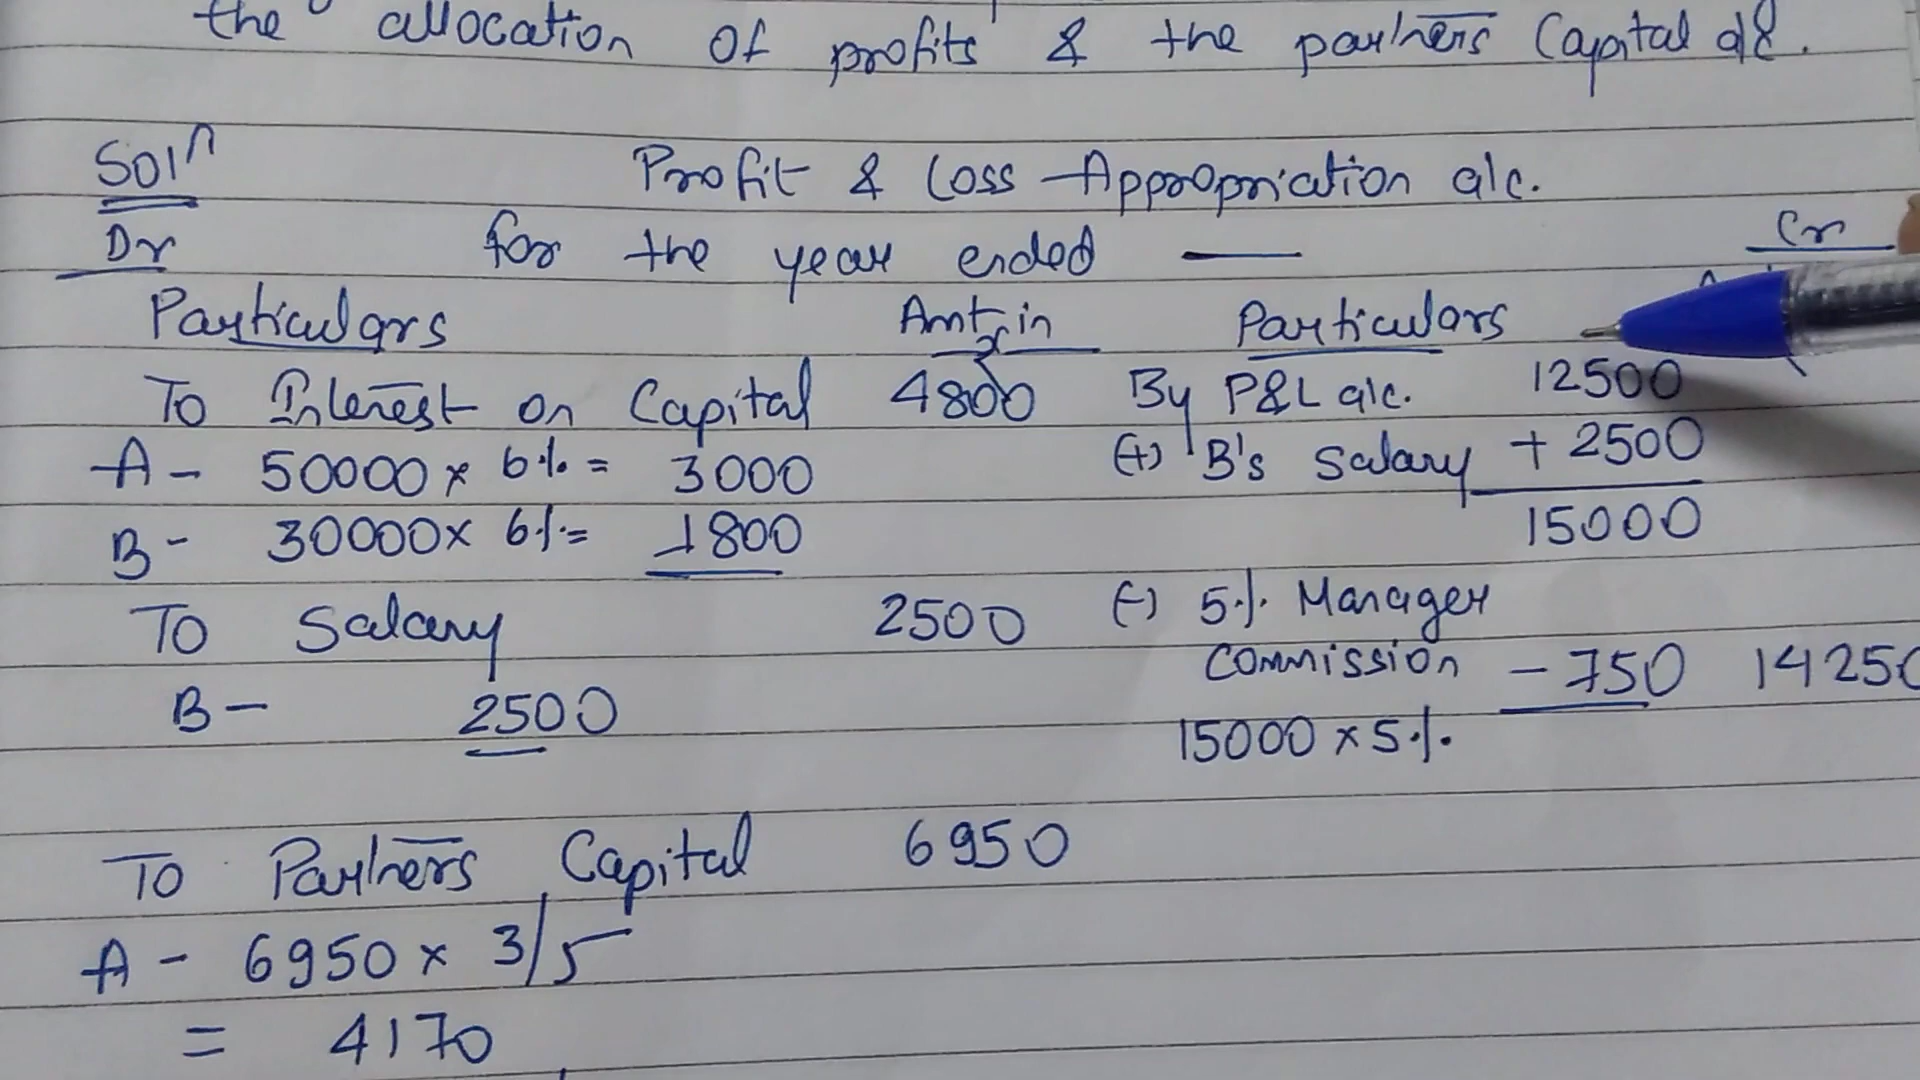 the allocation of profits & the partners Capital a/c.
Solⁿ Profit & Loss Appropriation a/c.
Dr for the year ended — Cr
Particulars Amt in Particulars
To Interest on Capital 4800 By P&L a/c. 12500
A - 50000 × 6% = 3000 (+) B's Salary + 2500
B - 30000 × 6% = 1800 15000
To Salary 2500 (-) 5% Manager
Commission - 750 14250
B - 2500
15000 × 5%
To Partners Capital 6950
A - 6950 × 3/5
= 4170